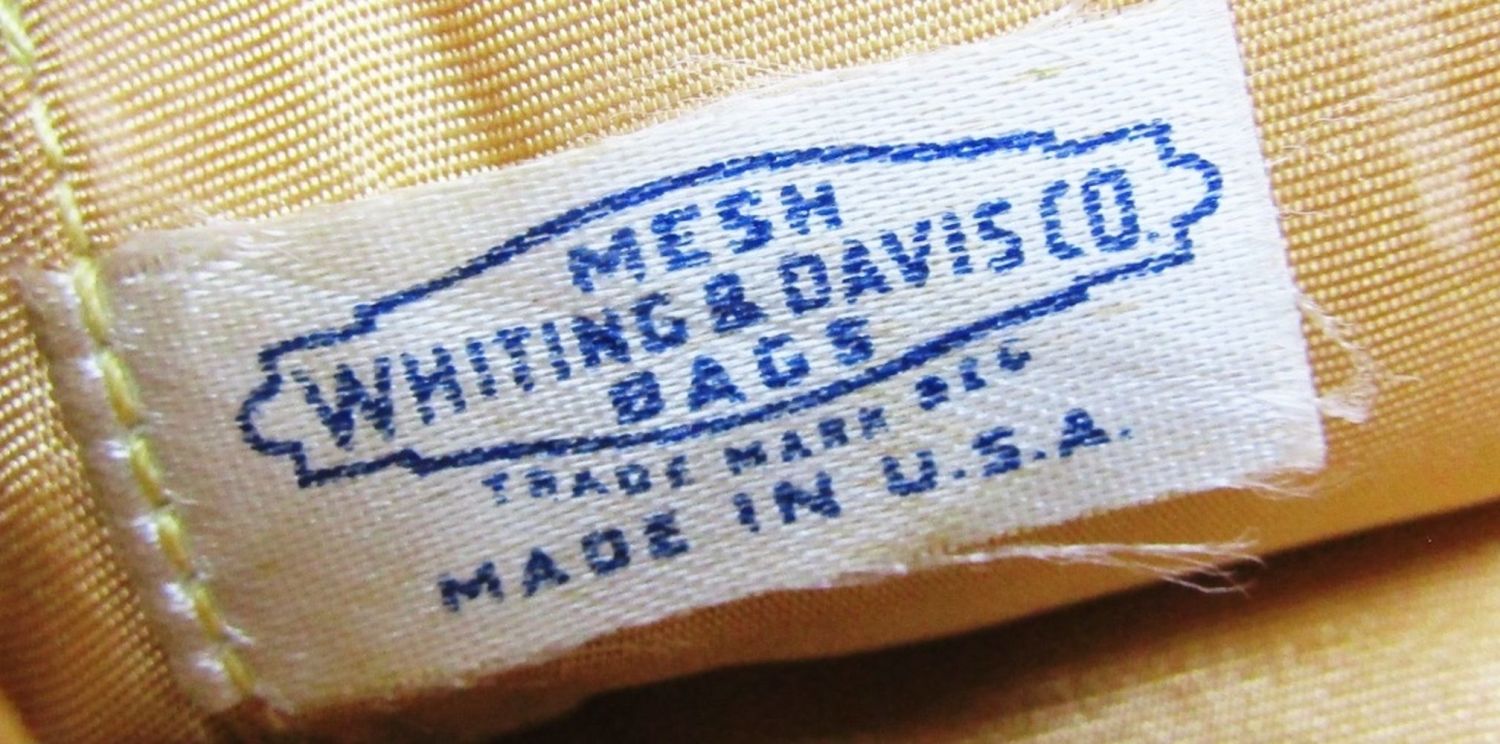 MESH
WHITING & DAVIS CO.
BAGS
TRADE MARK REG
MADE IN U.S.A.